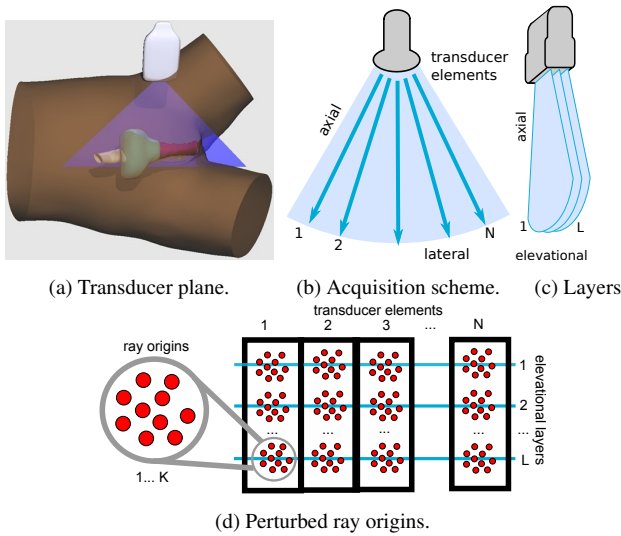 transducer
elements
axial
1
2
N
lateral
axial
1
L
elevational
(a) Transducer plane.
(b) Acquisition scheme.
(c) Layers
transducer elements
1 2 3 ... N
ray origins
1... K
1
2
...
L
elevational layers
... ... ... ...
(d) Perturbed ray origins.